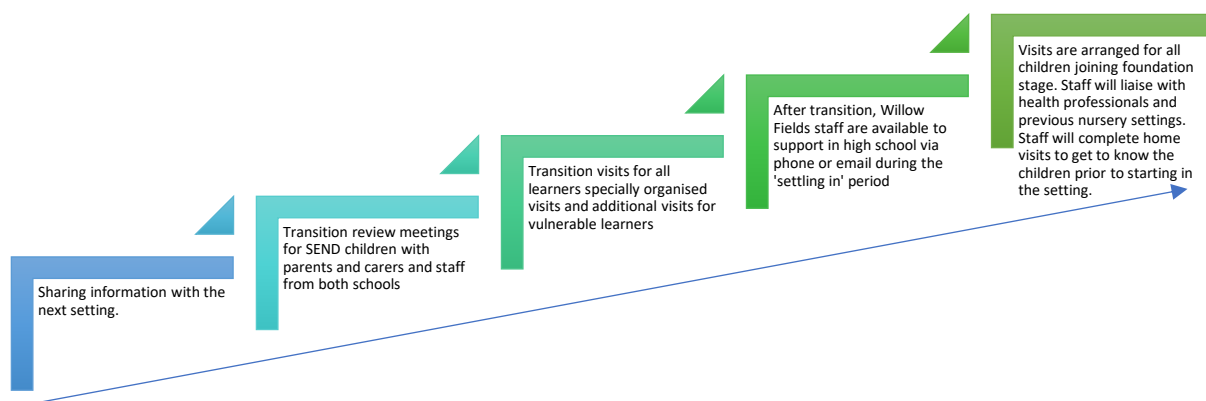 Sharing information with the
next setting.
Transition review meetings
for SEND children with
parents and carers and staff
from both schools
Transition visits for all
learners specially organised
visits and additional visits for
vulnerable learners
After transition, Willow
Fields staff are available to
support in high school via
phone or email during the
'settling in' period
Visits are arranged for all
children joining foundation
stage. Staff will liaise with
health professionals and
previous nursery settings.
Staff will complete home
visits to get to know the
children prior to starting in
the setting.